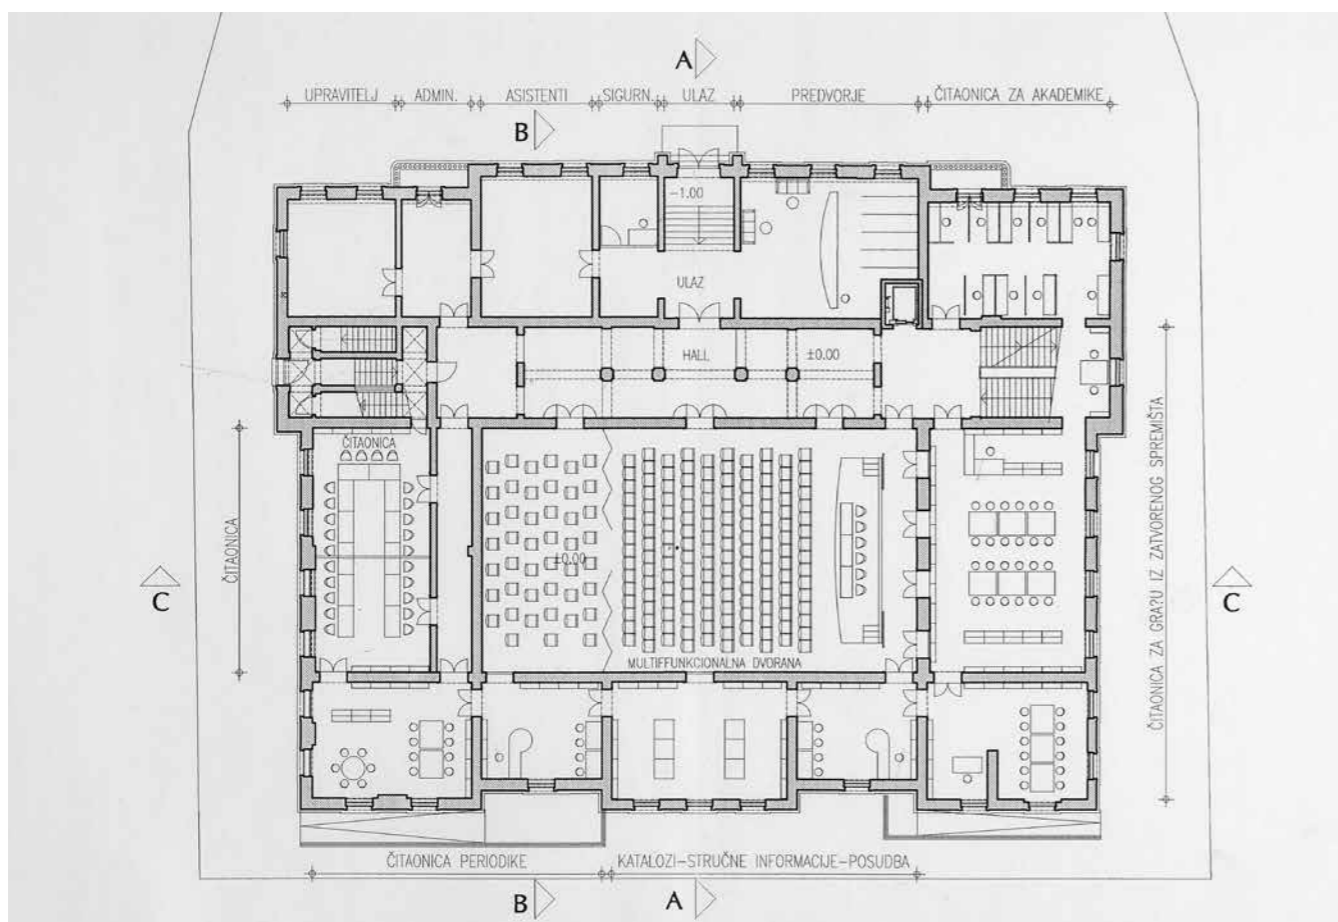 A
UPRAVITELJ ADMIN. ASISTENTI SIGURN. ULAZ PREDVORJE ČITAONICA ZA AKADEMIKE
B
-1.00
ULAZ
HALL ±0.00
ČITAONICA
ČITAONICA
±0.00
C
C
ČITAONICA ZA GRA?U IZ ZATVORENOG SPREMIŠTA
MULTIFFUNKCIONALNA DVORANA
ČITAONICA PERIODIKE KATALOZI-STRUČNE INFORMACIJE-POSUDBA
B
A